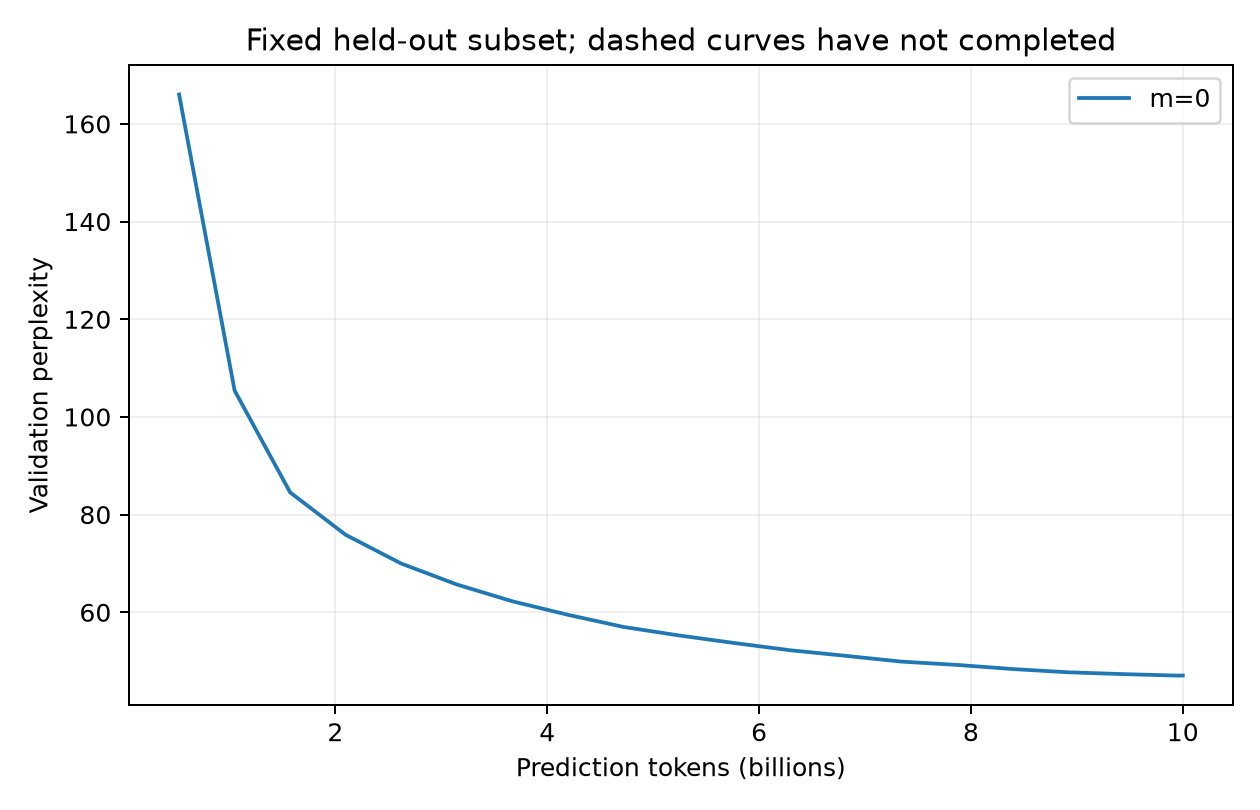 Fixed held-out subset; dashed curves have not completed
m=0
160
140
120
100
80
60
Validation perplexity
2 4 6 8 10
Prediction tokens (billions)